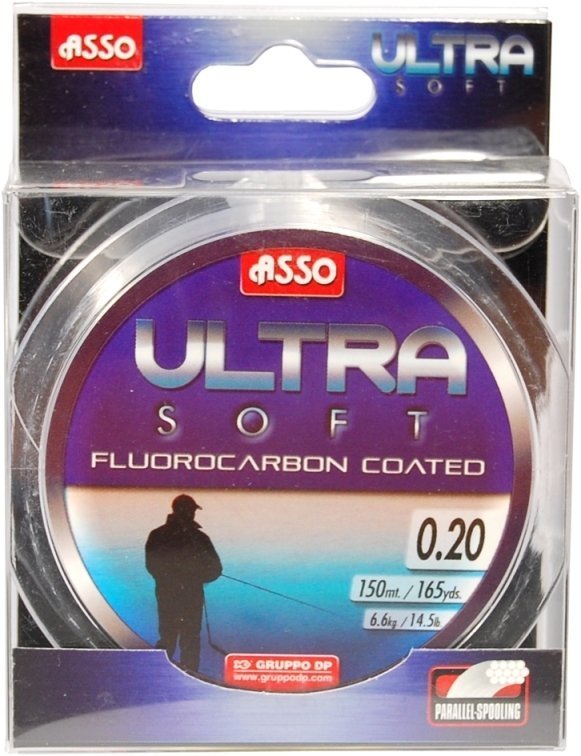 ASSO
ULTRA
SOFT
ASSO
ULTRA
SOFT
FLUOROCARBON COATED
0.20
150mt. / 165yds.
6.6kg / 14.5lb
GRUPPO DP
www.gruppodp.com
PARALLEL-SPOOLING